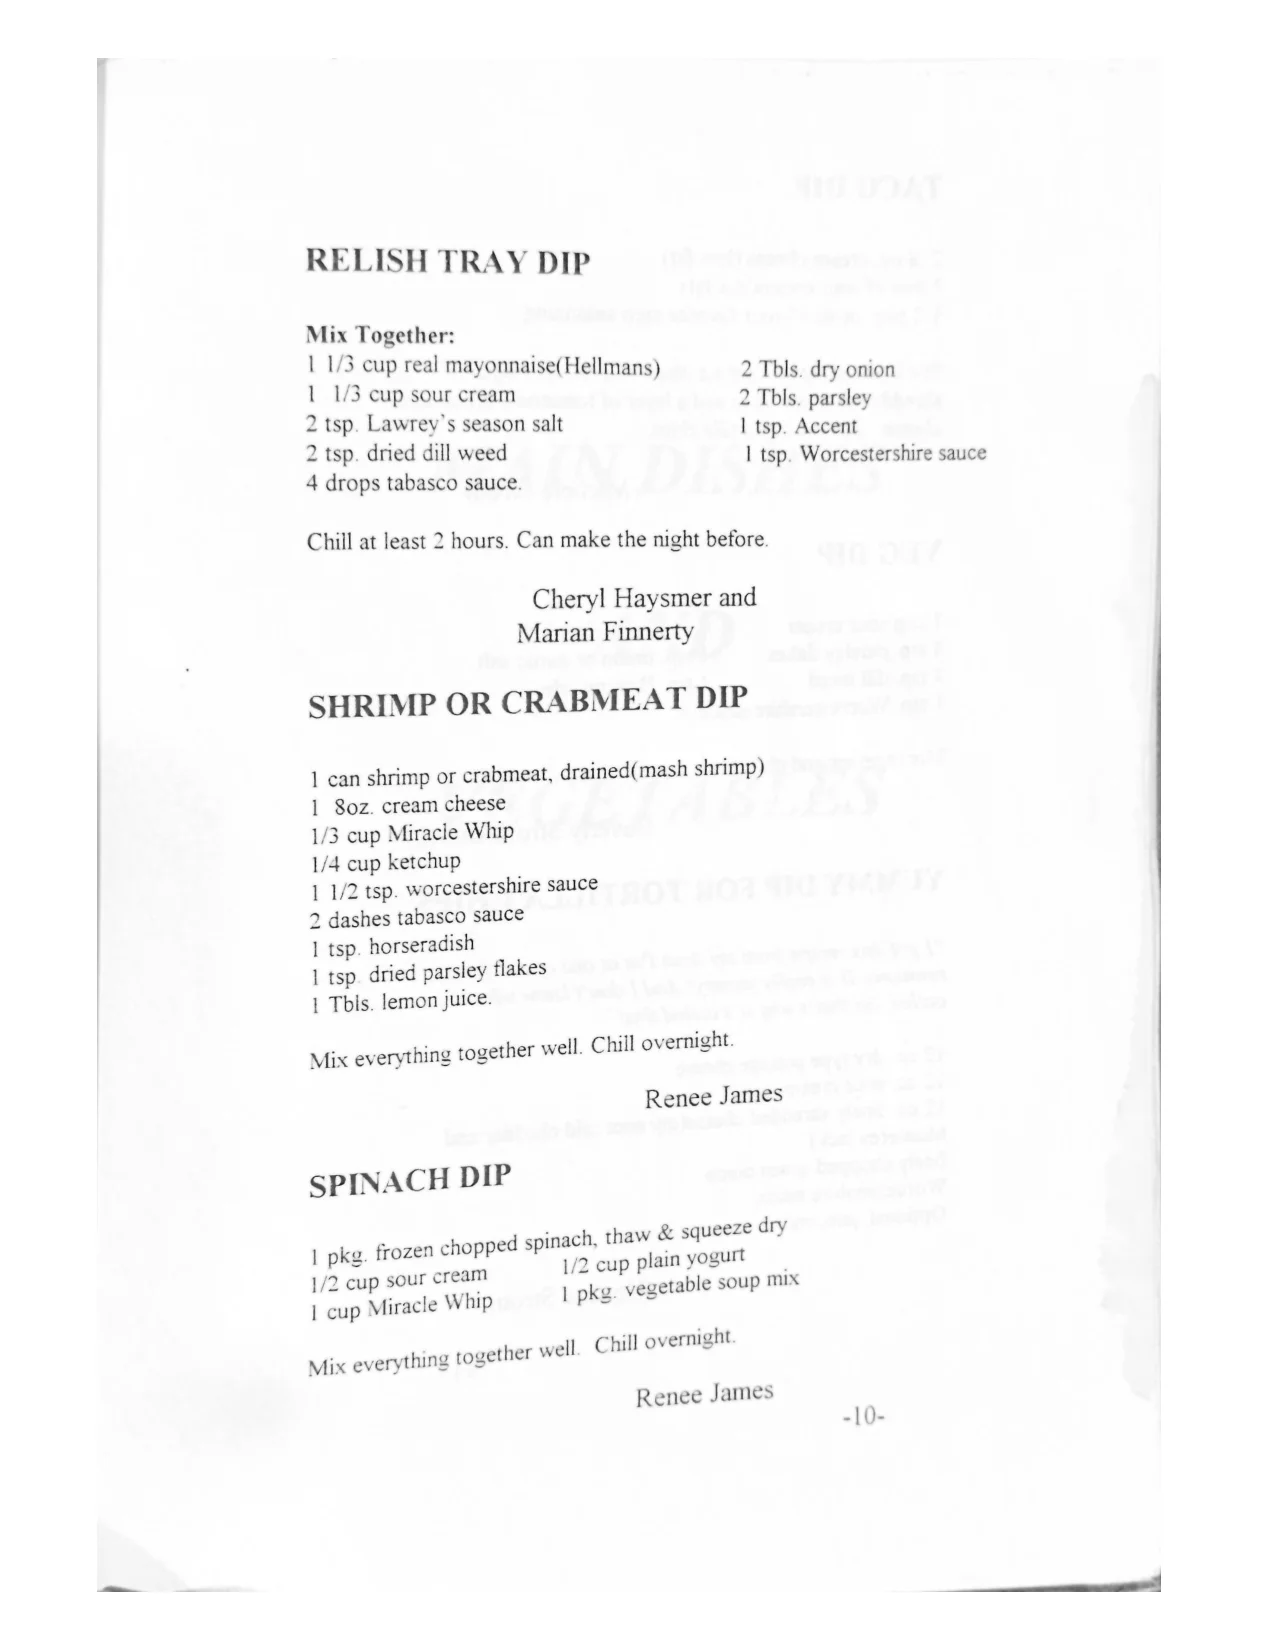 RELISH TRAY DIP
Mix Together:
1 1/3 cup real mayonnaise(Hellmans) 2 Tbls. dry onion
1 1/3 cup sour cream 2 Tbls. parsley
2 tsp. Lawrey's season salt 1 tsp. Accent
2 tsp. dried dill weed 1 tsp. Worcestershire sauce
4 drops tabasco sauce.
Chill at least 2 hours. Can make the night before.
Cheryl Haysmer and
Marian Finnerty
SHRIMP OR CRABMEAT DIP
1 can shrimp or crabmeat, drained(mash shrimp)
1 8oz. cream cheese
1/3 cup Miracle Whip
1/4 cup ketchup
1 1/2 tsp. worcestershire sauce
2 dashes tabasco sauce
1 tsp. horseradish
1 tsp. dried parsley flakes
1 Tbls. lemon juice.
Mix everything together well. Chill overnight.
Renee James
SPINACH DIP
1 pkg. frozen chopped spinach, thaw & squeeze dry
1/2 cup sour cream 1/2 cup plain yogurt
1 cup Miracle Whip 1 pkg. vegetable soup mix
Mix everything together well. Chill overnight.
Renee James
-10-